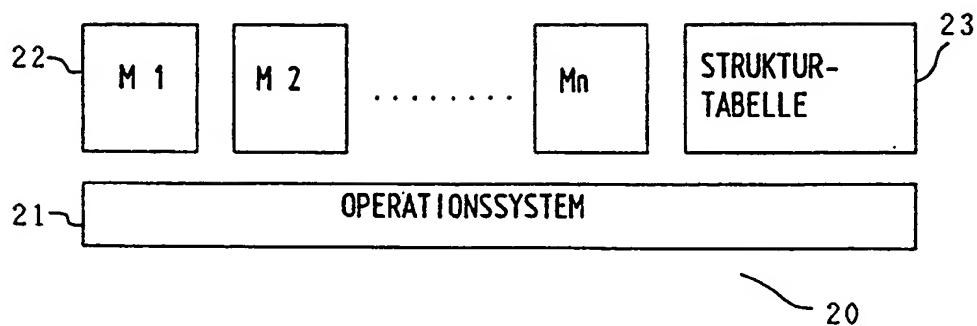 23
22
M 1
M 2
........
Mn
STRUKTUR-
TABELLE
21
OPERATIONSSYSTEM
20